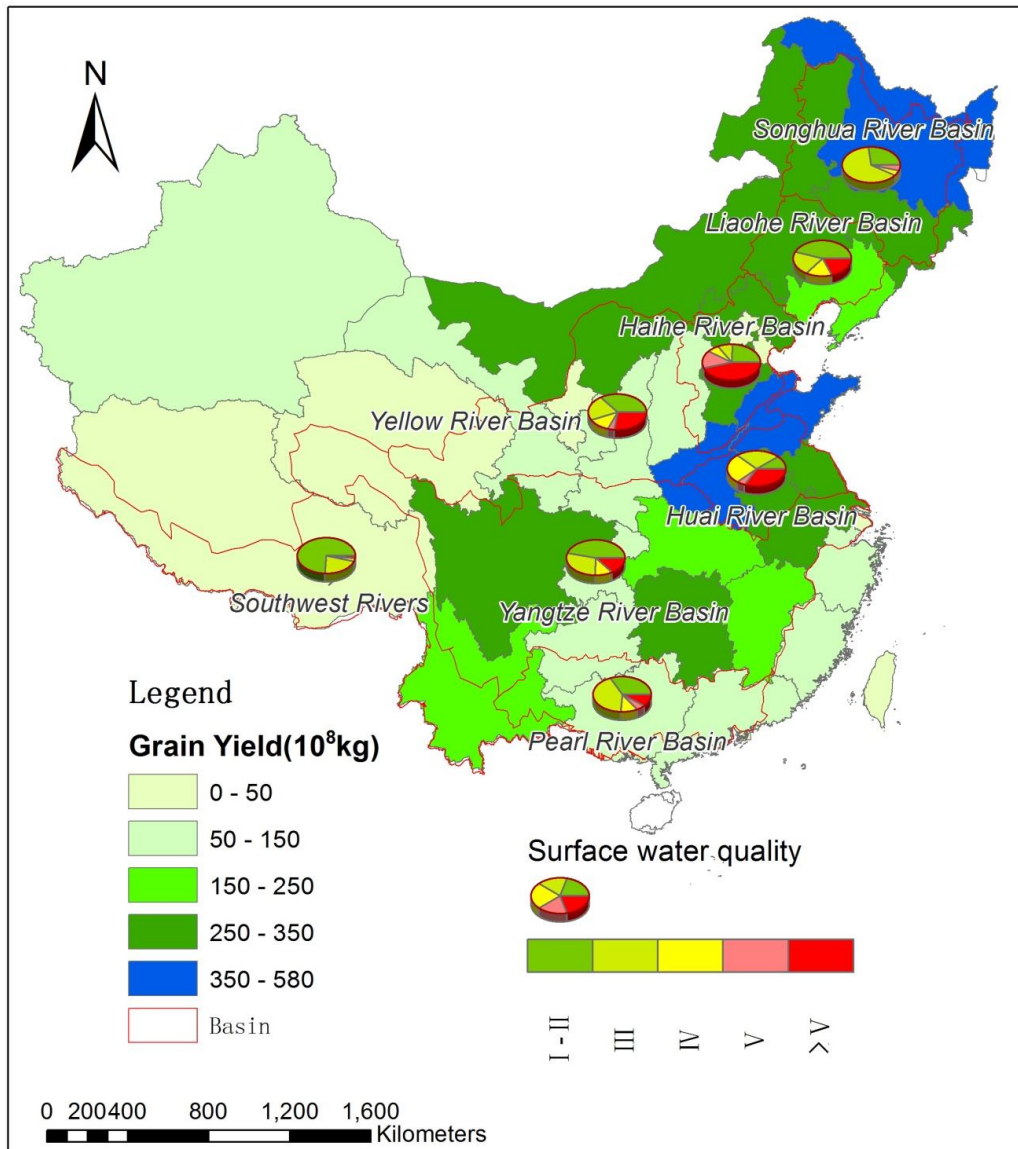 N
Songhua River Basin
Liaohe River Basin
Haihe River Basin
Yellow River Basin
Huai River Basin
Southwest Rivers
Yangtze River Basin
Pearl River Basin
Legend
Grain Yield(10⁸kg)
0 - 50
50 - 150
150 - 250
250 - 350
350 - 580
Basin
Surface water quality
I - II
III
IV
V
>V
0 200400 800 1,200 1,600
Kilometers